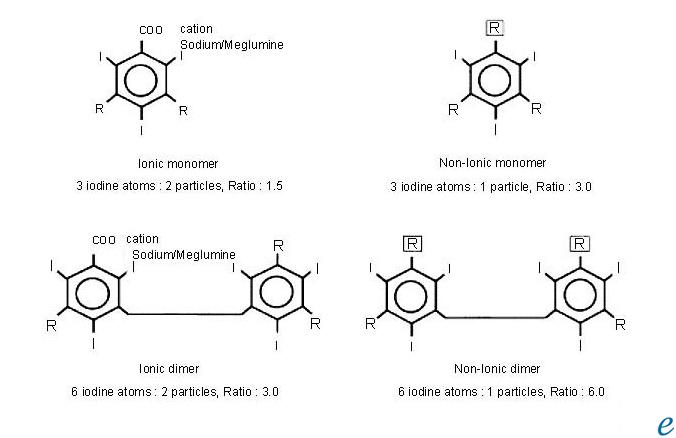 COO cation
Sodium/Meglumine
I I
R R
I
Ionic monomer
3 iodine atoms : 2 particles, Ratio : 1.5
R
I I
R R
I
Non-Ionic monomer
3 iodine atoms : 1 particle, Ratio : 3.0
COO cation
Sodium/Meglumine
R
I I I I
R R
I I
Ionic dimer
6 iodine atoms : 2 particles, Ratio : 3.0
R R
I I I I
R R
I I
Non-Ionic dimer
6 iodine atoms : 1 particles, Ratio : 6.0
e